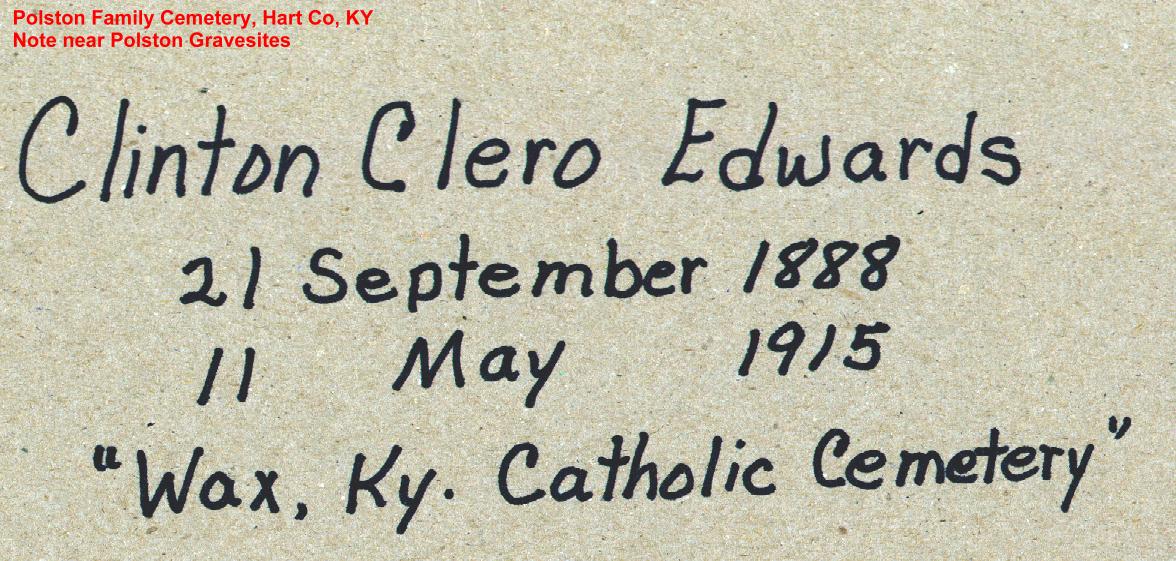 Polston Family Cemetery, Hart Co, KY
Note near Polston Gravesites
Clinton Clero Edwards
21 September 1888
11 May 1915
"Wax, Ky. Catholic Cemetery"